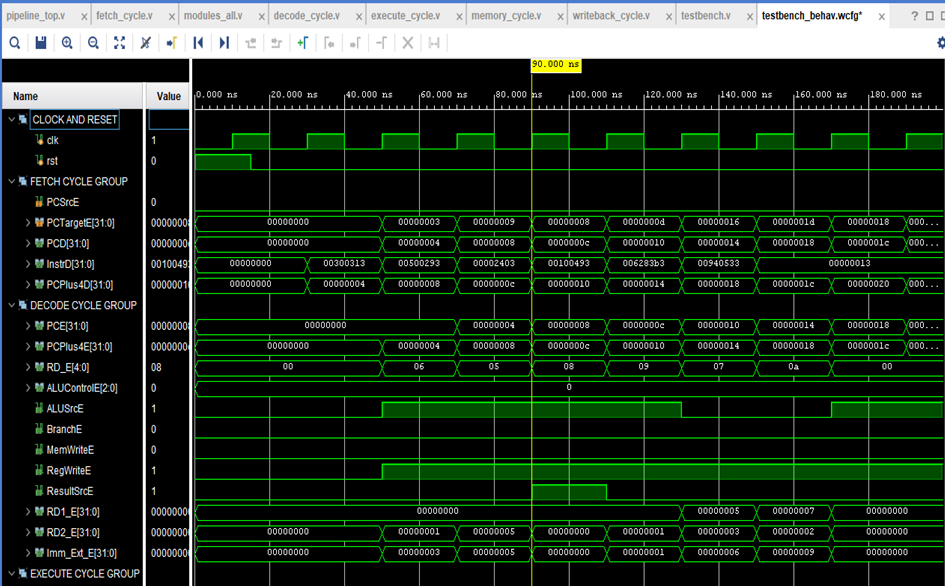 pipeline_top.v × fetch_cycle.v × modules_all.v × decode_cycle.v × execute_cycle.v × memory_cycle.v × writeback_cycle.v × testbench.v × testbench_behav.wcfg* × ?
90.000 ns
Name Value 0.000 ns 20.000 ns 40.000 ns 60.000 ns 80.000 ns 100.000 ns 120.000 ns 140.000 ns 160.000 ns 180.000 ns
CLOCK AND RESET
clk 1
rst 0
FETCH CYCLE GROUP
PCSrcE 0
PCTargetE[31:0] 00000000 00000003 00000009 00000008 0000000d 00000016 0000001d 00000018 000...
PCD[31:0] 00000000 00000004 00000008 0000000c 00000010 00000014 00000018 0000001c 000...
InstrD[31:0] 00000000 00300313 00500293 00002403 00100493 006283b3 00940533 00000013
PCPlus4D[31:0] 00000000 00000004 00000008 0000000c 00000010 00000014 00000018 0000001c 00000020 000...
DECODE CYCLE GROUP
PCE[31:0] 00000000 00000004 00000008 0000000c 00000010 00000014 00000018 000...
PCPlus4E[31:0] 00000000 00000004 00000008 0000000c 00000010 00000014 00000018 0000001c 000...
RD_E[4:0] 08 00 06 05 08 09 07 0a 00
ALUControlE[2:0] 0 0
ALUSrcE 1
BranchE 0
MemWriteE 0
RegWriteE 1
ResultSrcE 1
RD1_E[31:0] 00000000 00000005 00000007 00000000
RD2_E[31:0] 00000000 00000001 00000005 00000000 00000001 00000003 00000002 00000000
Imm_Ext_E[31:0] 00000000 00000003 00000005 00000000 00000001 00000006 00000009 00000000
EXECUTE CYCLE GROUP